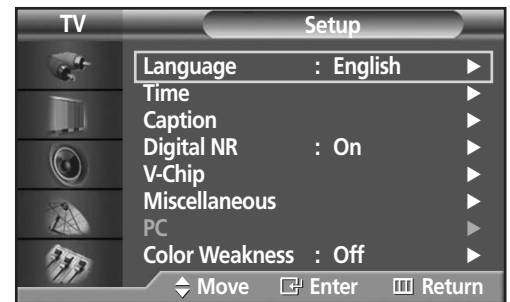 TV Setup
Language : English ▶
Time ▶
Caption ▶
Digital NR : On ▶
V-Chip ▶
Miscellaneous ▶
PC ▶
Color Weakness : Off ▶
Move Enter Return